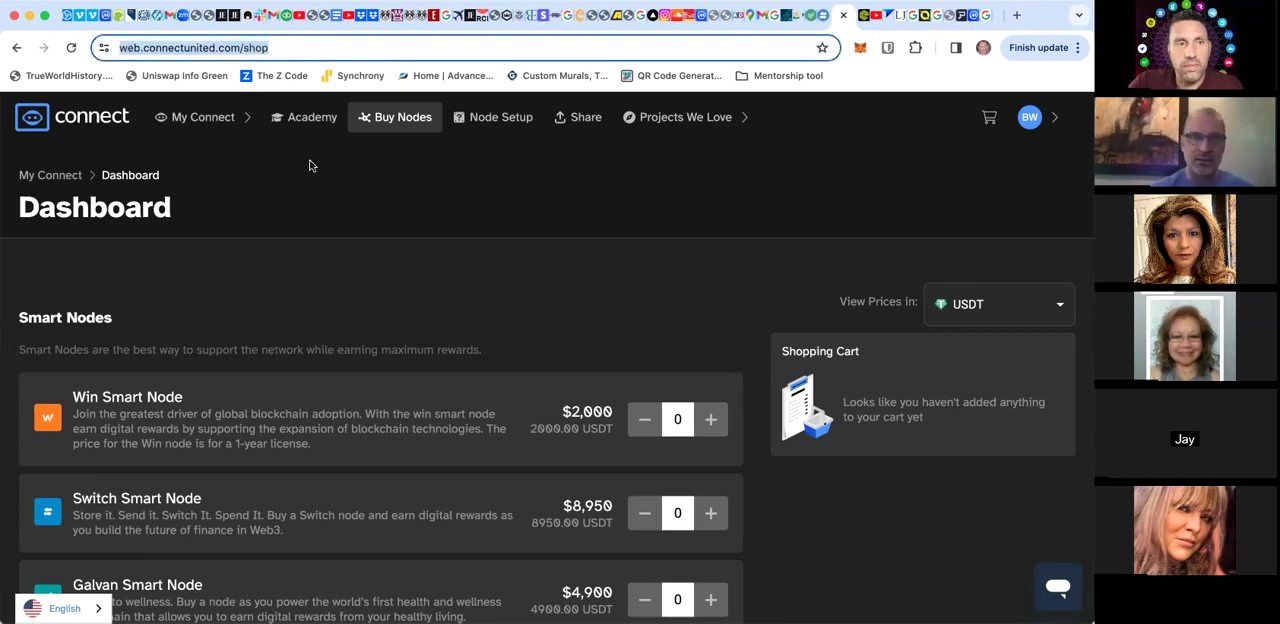 web.connectunited.com/shop
Finish update
TrueWorldHistory....
Uniswap Info Green
The Z Code
Synchrony
Home | Advance...
Custom Murals, T...
QR Code Generat...
Mentorship tool
connect
My Connect
Academy
Buy Nodes
Node Setup
Share
Projects We Love
BW
My Connect > Dashboard
Dashboard
View Prices in:
USDT
Smart Nodes
Smart Nodes are the best way to support the network while earning maximum rewards.
Shopping Cart
Looks like you haven't added anything
to your cart yet
Win Smart Node
Join the greatest driver of global blockchain adoption. With the win smart node
earn digital rewards by supporting the expansion of blockchain technologies. The
price for the Win node is for a 1-year license.
$2,000
2000.00 USDT
0
Switch Smart Node
Store it. Send it. Switch It. Spend It. Buy a Switch node and earn digital rewards as
you build the future of finance in Web3.
$8,950
8950.00 USDT
0
Galvan Smart Node
to wellness. Buy a node as you power the world's first health and wellness
hain that allows you to earn digital rewards from your healthy living.
$4,900
4900.00 USDT
0
English
Jay